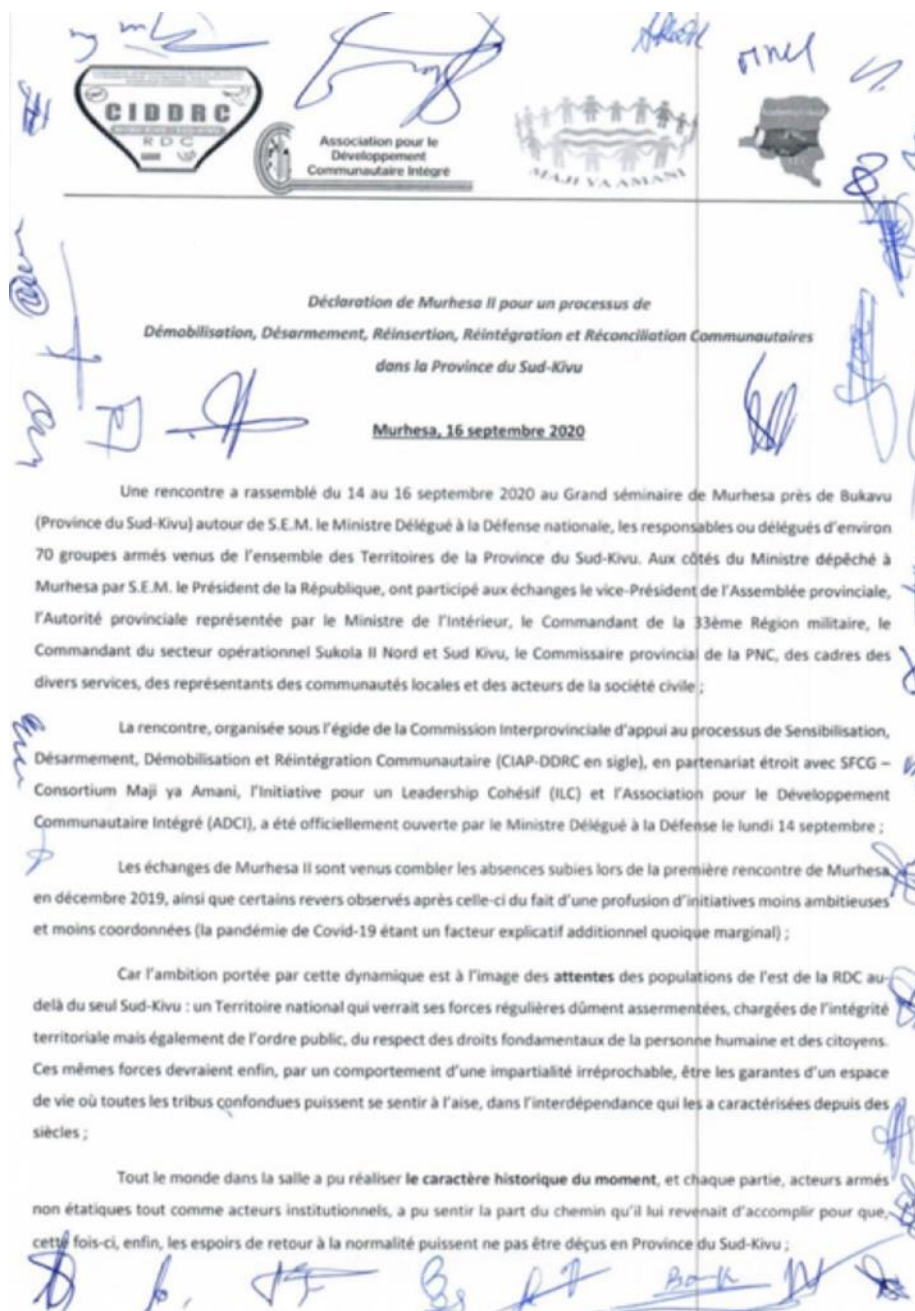 CIDDRC
RDC
Association pour le
Développement
Communautaire Intégré
MAJI YA AMANI
Déclaration de Murhesa II pour un processus de
Démobilisation, Désarmement, Réinsertion, Réintégration et Réconciliation Communautaires
dans la Province du Sud-Kivu
Murhesa, 16 septembre 2020
Une rencontre a rassemblé du 14 au 16 septembre 2020 au Grand séminaire de Murhesa près de Bukavu
(Province du Sud-Kivu) autour de S.E.M. le Ministre Délégué à la Défense nationale, les responsables ou délégués d'environ
70 groupes armés venus de l'ensemble des Territoires de la Province du Sud-Kivu. Aux côtés du Ministre dépêché à
Murhesa par S.E.M. le Président de la République, ont participé aux échanges le vice-Président de l'Assemblée provinciale,
l'Autorité provinciale représentée par le Ministre de l'Intérieur, le Commandant de la 33ème Région militaire, le
Commandant du secteur opérationnel Sukola II Nord et Sud Kivu, le Commissaire provincial de la PNC, des cadres des
divers services, des représentants des communautés locales et des acteurs de la société civile ;
La rencontre, organisée sous l'égide de la Commission Interprovinciale d'appui au processus de Sensibilisation,
Désarmement, Démobilisation et Réintégration Communautaire (CIAP-DDRC en sigle), en partenariat étroit avec SFCG –
Consortium Maji ya Amani, l'Initiative pour un Leadership Cohésif (ILC) et l'Association pour le Développement
Communautaire Intégré (ADCI), a été officiellement ouverte par le Ministre Délégué à la Défense le lundi 14 septembre ;
Les échanges de Murhesa II sont venus combler les absences subies lors de la première rencontre de Murhesa
en décembre 2019, ainsi que certains revers observés après celle-ci du fait d'une profusion d'initiatives moins ambitieuses
et moins coordonnées (la pandémie de Covid-19 étant un facteur explicatif additionnel quoique marginal) ;
Car l'ambition portée par cette dynamique est à l'image des attentes des populations de l'est de la RDC au-
delà du seul Sud-Kivu : un Territoire national qui verrait ses forces régulières dûment assermentées, chargées de l'intégrité
territoriale mais également de l'ordre public, du respect des droits fondamentaux de la personne humaine et des citoyens.
Ces mêmes forces devraient enfin, par un comportement d'une impartialité irréprochable, être les garantes d'un espace
de vie où toutes les tribus confondues puissent se sentir à l'aise, dans l'interdépendance qui les a caractérisées depuis des
siècles ;
Tout le monde dans la salle a pu réaliser le caractère historique du moment, et chaque partie, acteurs armés
non étatiques tout comme acteurs institutionnels, a pu sentir la part du chemin qu'il lui revenait d'accomplir pour que,
cette fois-ci, enfin, les espoirs de retour à la normalité puissent ne pas être déçus en Province du Sud-Kivu ;